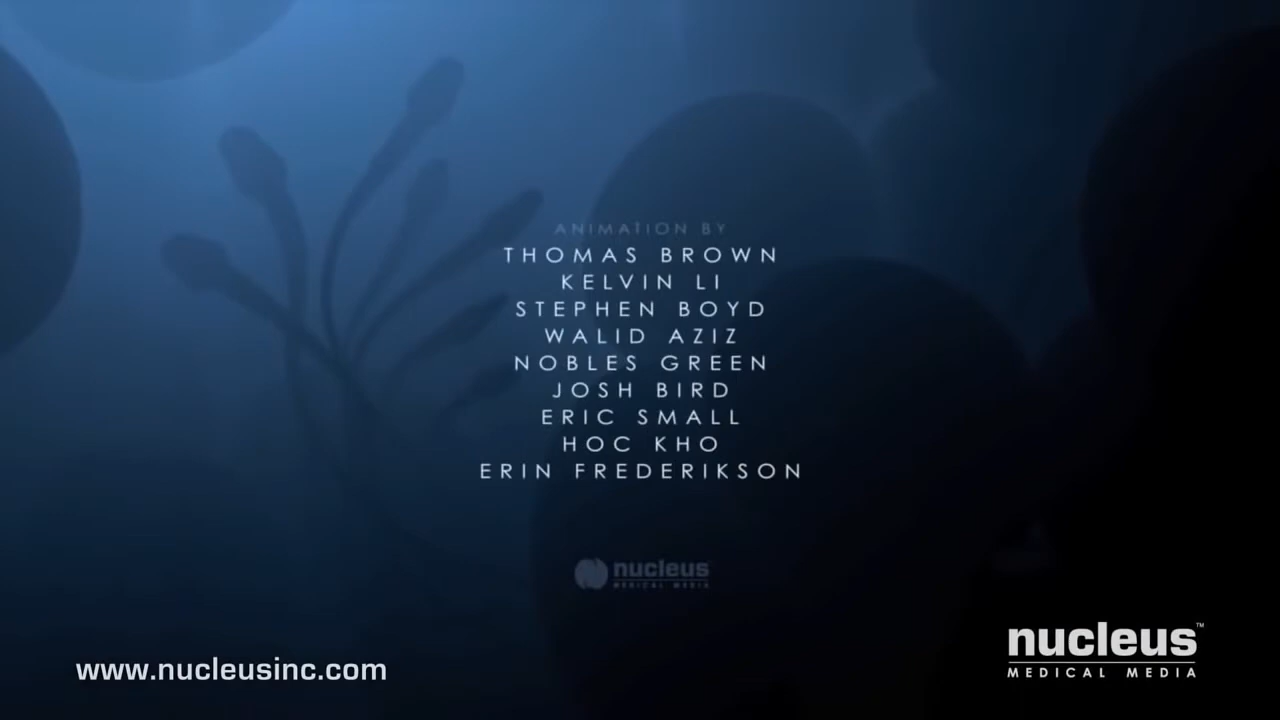 ANIMATION BY
THOMAS BROWN
KELVIN LI
STEPHEN BOYD
WALID AZIZ
NOBLES GREEN
JOSH BIRD
ERIC SMALL
HOC KHO
ERIN FREDERIKSON
nucleus
MEDICAL MEDIA
nucleus™
MEDICAL MEDIA
www.nucleusinc.com